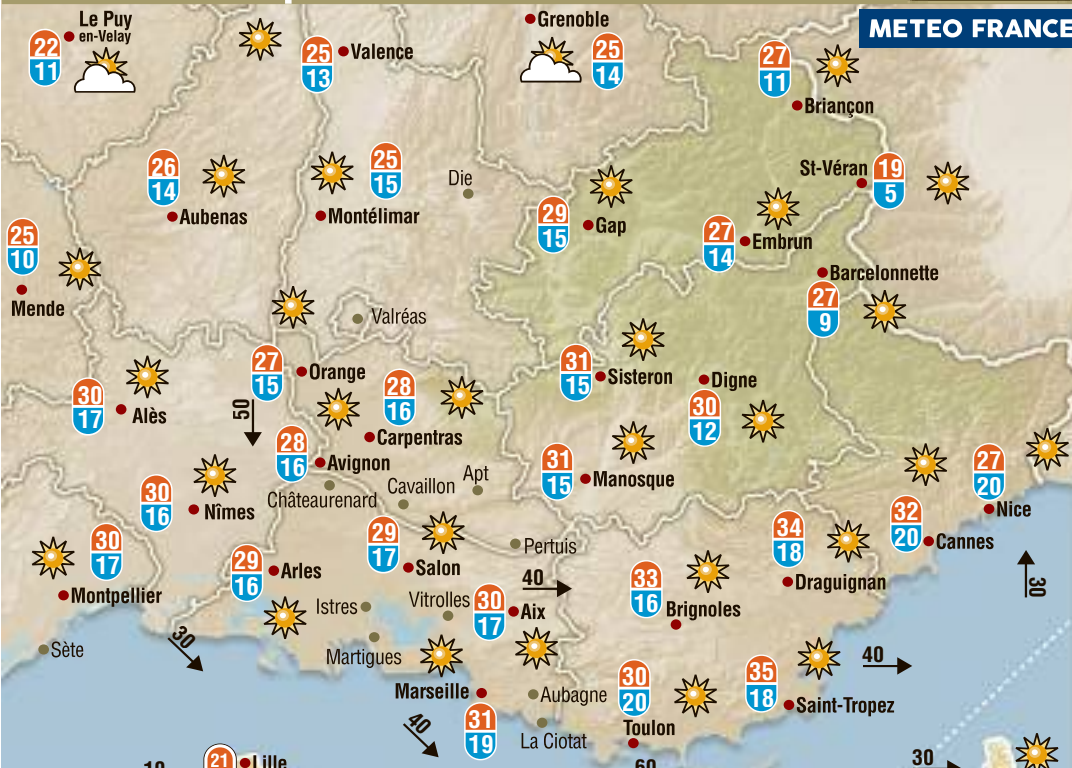 Le Puy
en-Velay
22
11
25
13
Valence
Grenoble
25
14
METEO FRANCE
27
11
Briançon
26
14
Aubenas
25
15
Montélimar
Die
29
15
Gap
St-Véran
19
5
27
14
Embrun
25
10
Mende
Barcelonnette
27
9
Valréas
27
15
Orange
31
15
Sisteron
Digne
30
12
30
17
Alès
50
28
16
Carpentras
28
16
Avignon
Châteaurenard
Cavaillon
Apt
31
15
Manosque
27
20
Nice
30
16
Nîmes
32
20
Cannes
30
17
Montpellier
29
16
Arles
29
17
Salon
Pertuis
34
18
Draguignan
30
40
33
16
Brignoles
Istres
Vitrolles
30
17
Aix
Sète
30
Martigues
40
Marseille
31
19
40
Aubagne
La Ciotat
30
20
Toulon
35
18
Saint-Tropez
21
Lille
60
30